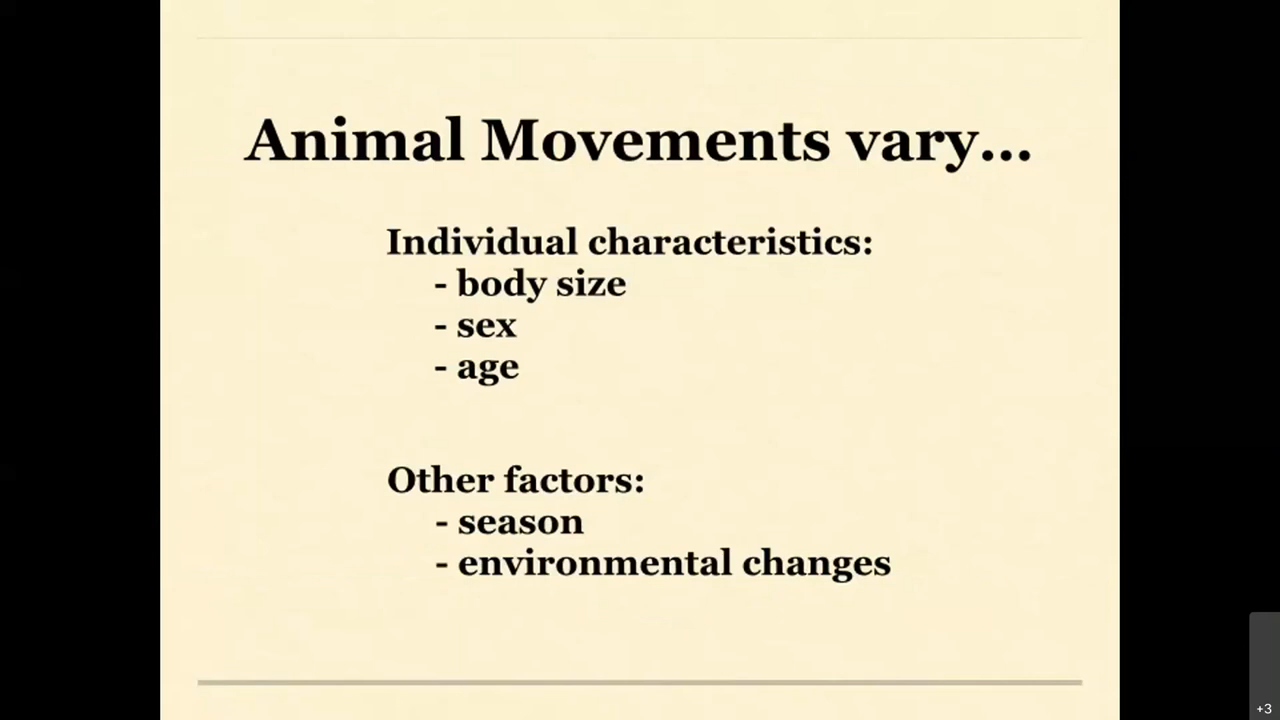 Animal Movements vary...
Individual characteristics:
- body size
- sex
- age
Other factors:
- season
- environmental changes
+3